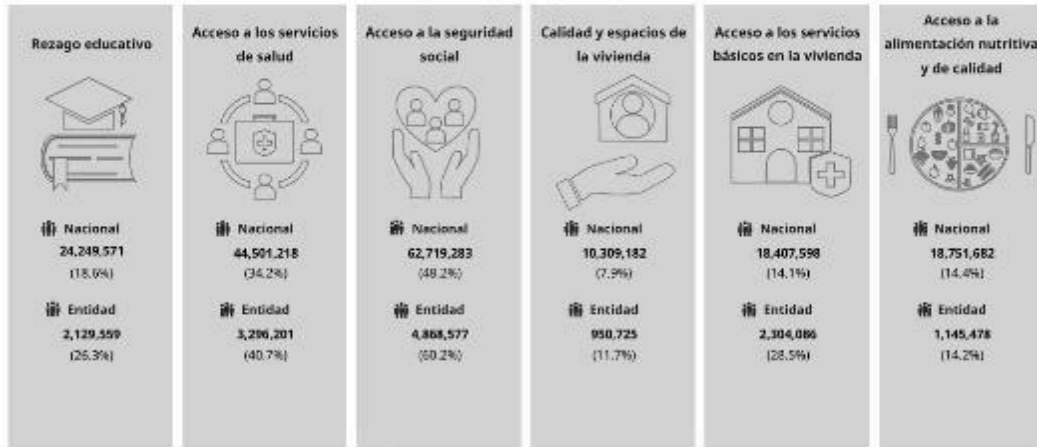 Rezago educativo
Nacional
24,249,571
(18.6%)
Entidad
2,129,559
(26.3%)
Acceso a los servicios
de salud
Nacional
44,501,218
(34.2%)
Entidad
3,296,201
(40.7%)
Acceso a la seguridad
social
Nacional
62,719,283
(48.2%)
Entidad
4,868,577
(60.2%)
Calidad y espacios de
la vivienda
Nacional
10,309,182
(7.9%)
Entidad
950,725
(11.7%)
Acceso a los servicios
básicos en la vivienda
Nacional
18,407,598
(14.1%)
Entidad
2,304,086
(28.5%)
Acceso a la
alimentación nutritiva
y de calidad
Nacional
18,751,682
(14.4%)
Entidad
1,145,478
(14.2%)